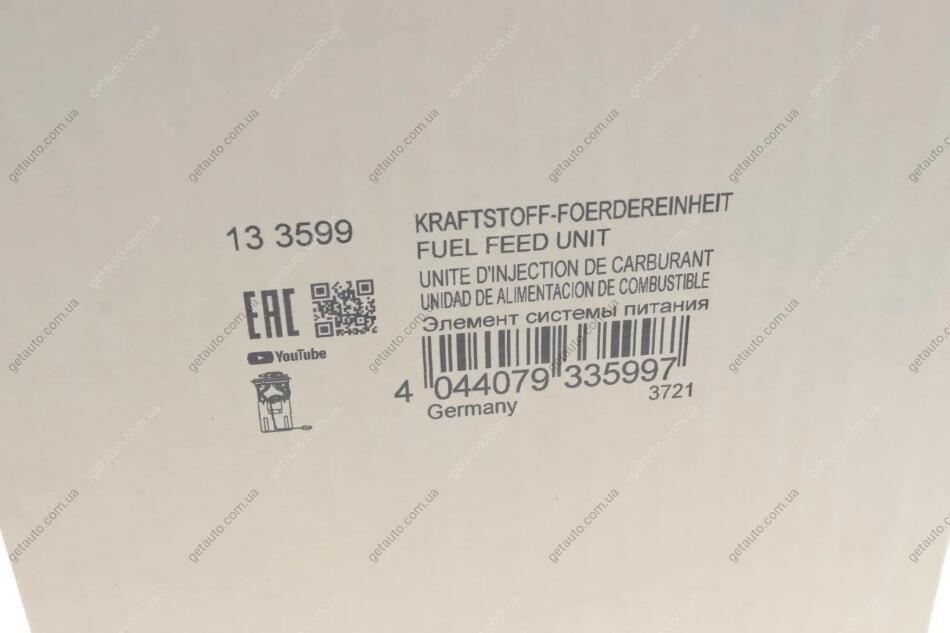 13 3599
KRAFTSTOFF-FOERDEREINHEIT
FUEL FEED UNIT
UNITE D'INJECTION DE CARBURANT
UNIDAD DE ALIMENTACION DE COMBUSTIBLE
Элемент системы питания
EAC
YouTube
4 044079 335997
Germany
3721
getauto.com.ua